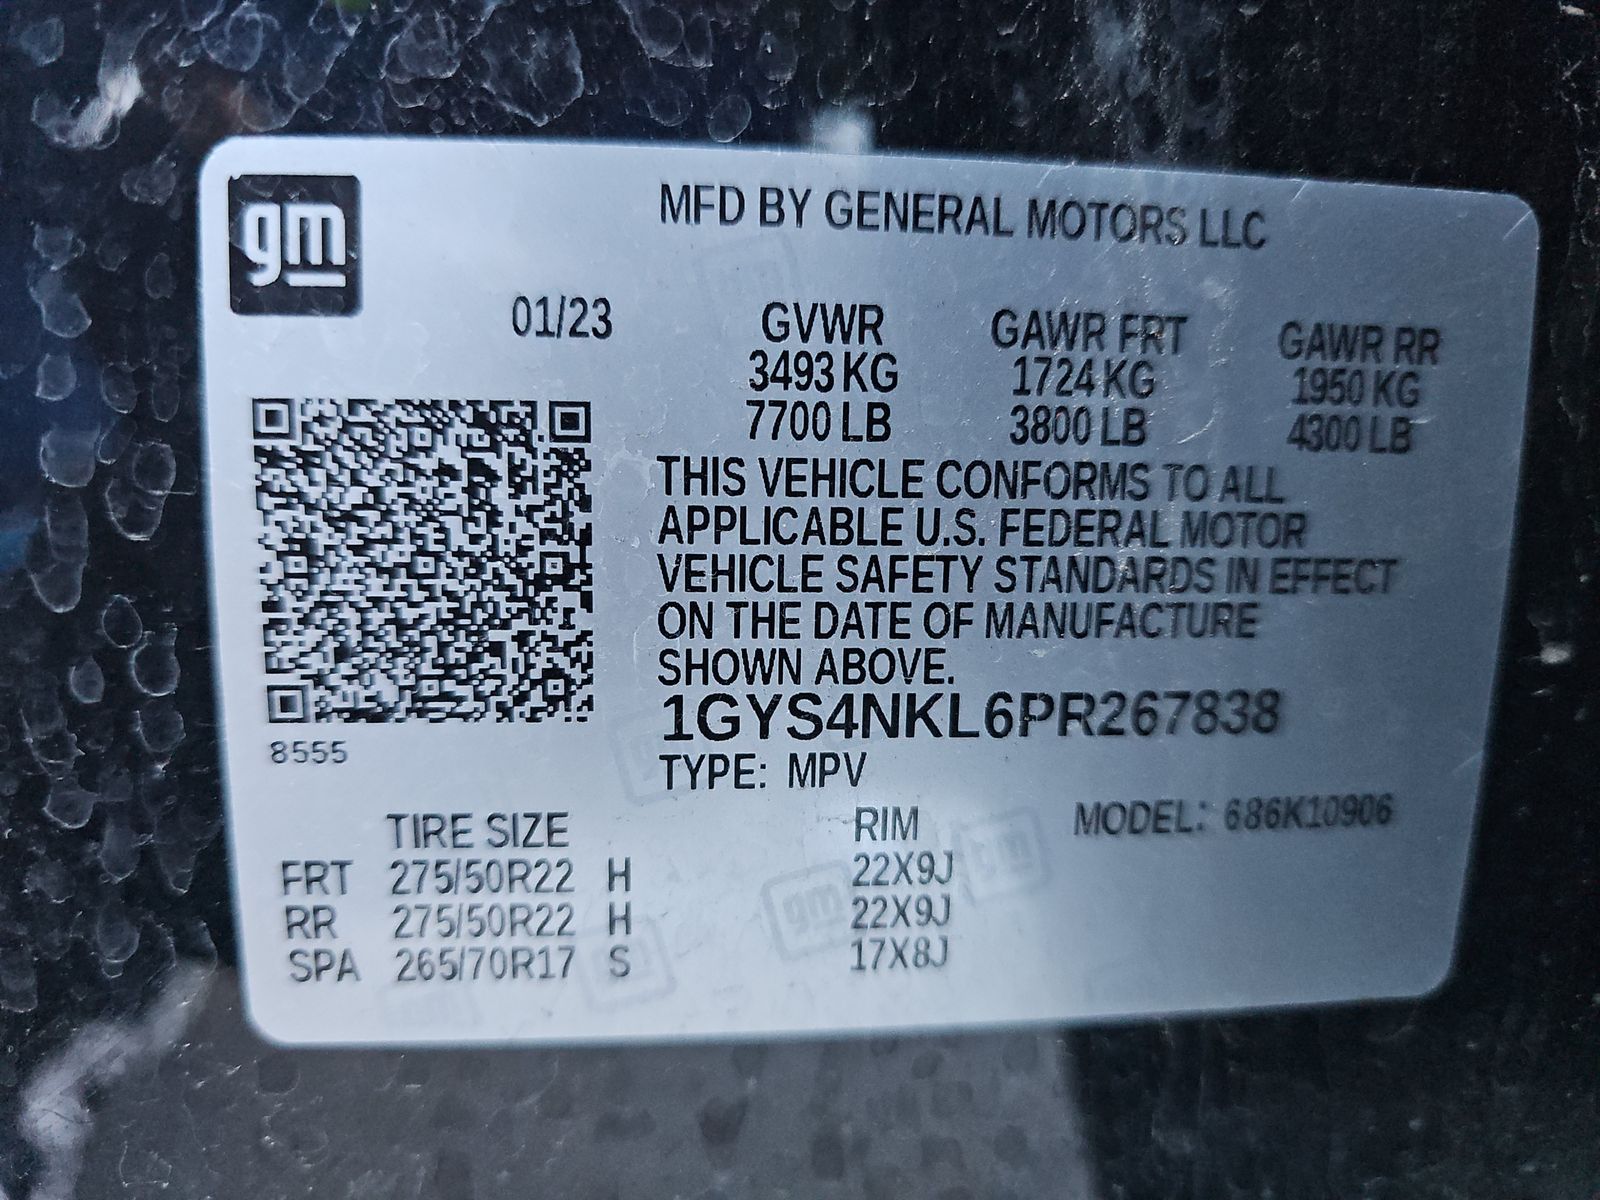 gm
MFD BY GENERAL MOTORS LLC
01/23
GVWR GAWR FRT GAWR RR
3493 KG 1724 KG 1950 KG
7700 LB 3800 LB 4300 LB
THIS VEHICLE CONFORMS TO ALL
APPLICABLE U.S. FEDERAL MOTOR
VEHICLE SAFETY STANDARDS IN EFFECT
ON THE DATE OF MANUFACTURE
SHOWN ABOVE.
1GYS4NKL6PR267838
8555
TYPE: MPV
TIRE SIZE RIM MODEL: 686K10906
FRT 275/50R22 H 22X9J
RR 275/50R22 H 22X9J
SPA 265/70R17 S 17X8J
gm
gm
gm